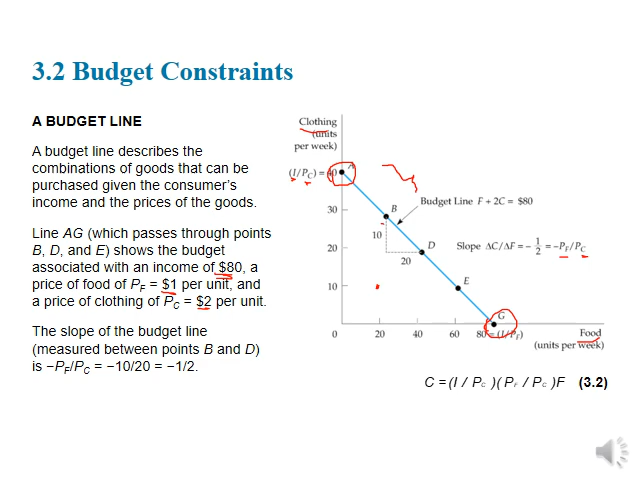 3.2 Budget Constraints
A BUDGET LINE
A budget line describes the
combinations of goods that can be
purchased given the consumer's
income and the prices of the goods.
Line AG (which passes through points
B, D, and E) shows the budget
associated with an income of $80, a
price of food of PF = $1 per unit, and
a price of clothing of PC = $2 per unit.
The slope of the budget line
(measured between points B and D)
is −PF/PC = −10/20 = −1/2.
Clothing
(units
per week)
(I/PC) = 40
A
30
20
10
0
20
40
60
80 = (I/PF)
Food
(units per week)
B
10
20
D
E
G
Budget Line F + 2C = $80
Slope ΔC/ΔF = − 1/2 = −PF/PC
C = (I / PC )( PF / PC )F (3.2)